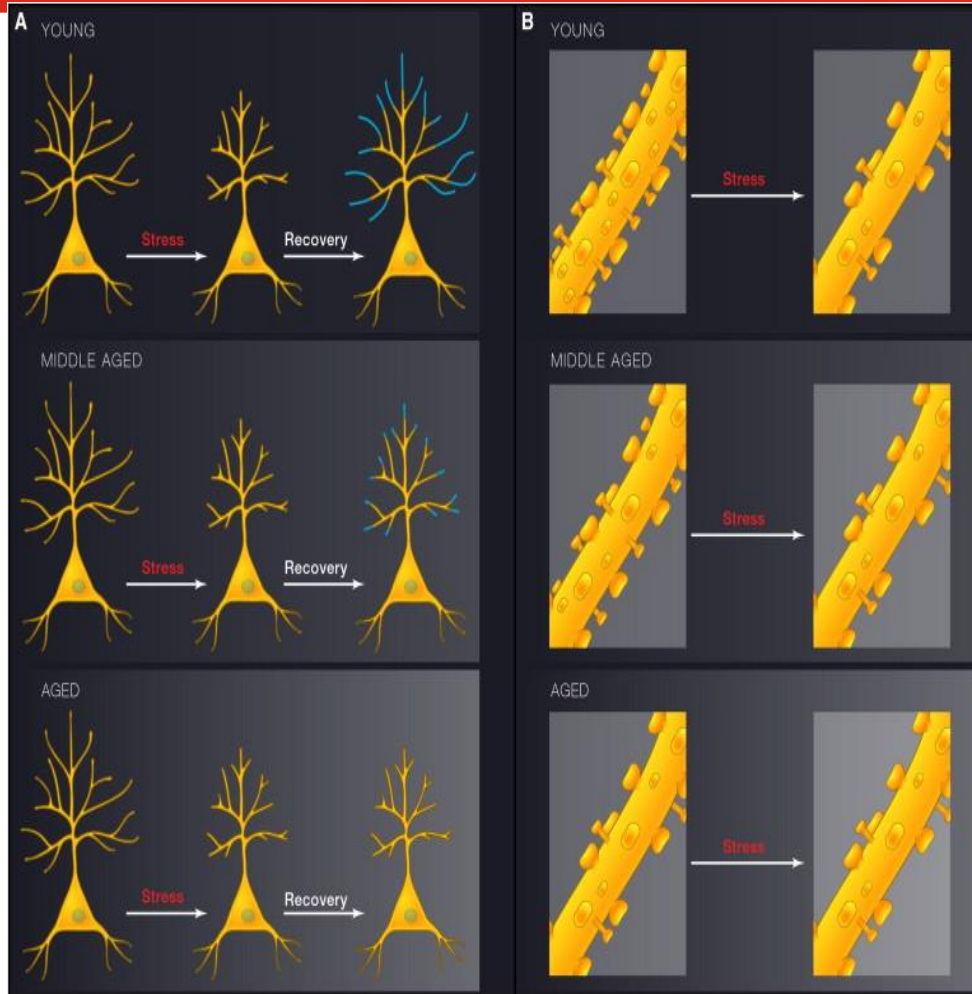 A
YOUNG
Stress
Recovery
MIDDLE AGED
Stress
Recovery
AGED
Stress
Recovery
B
YOUNG
Stress
MIDDLE AGED
Stress
AGED
Stress